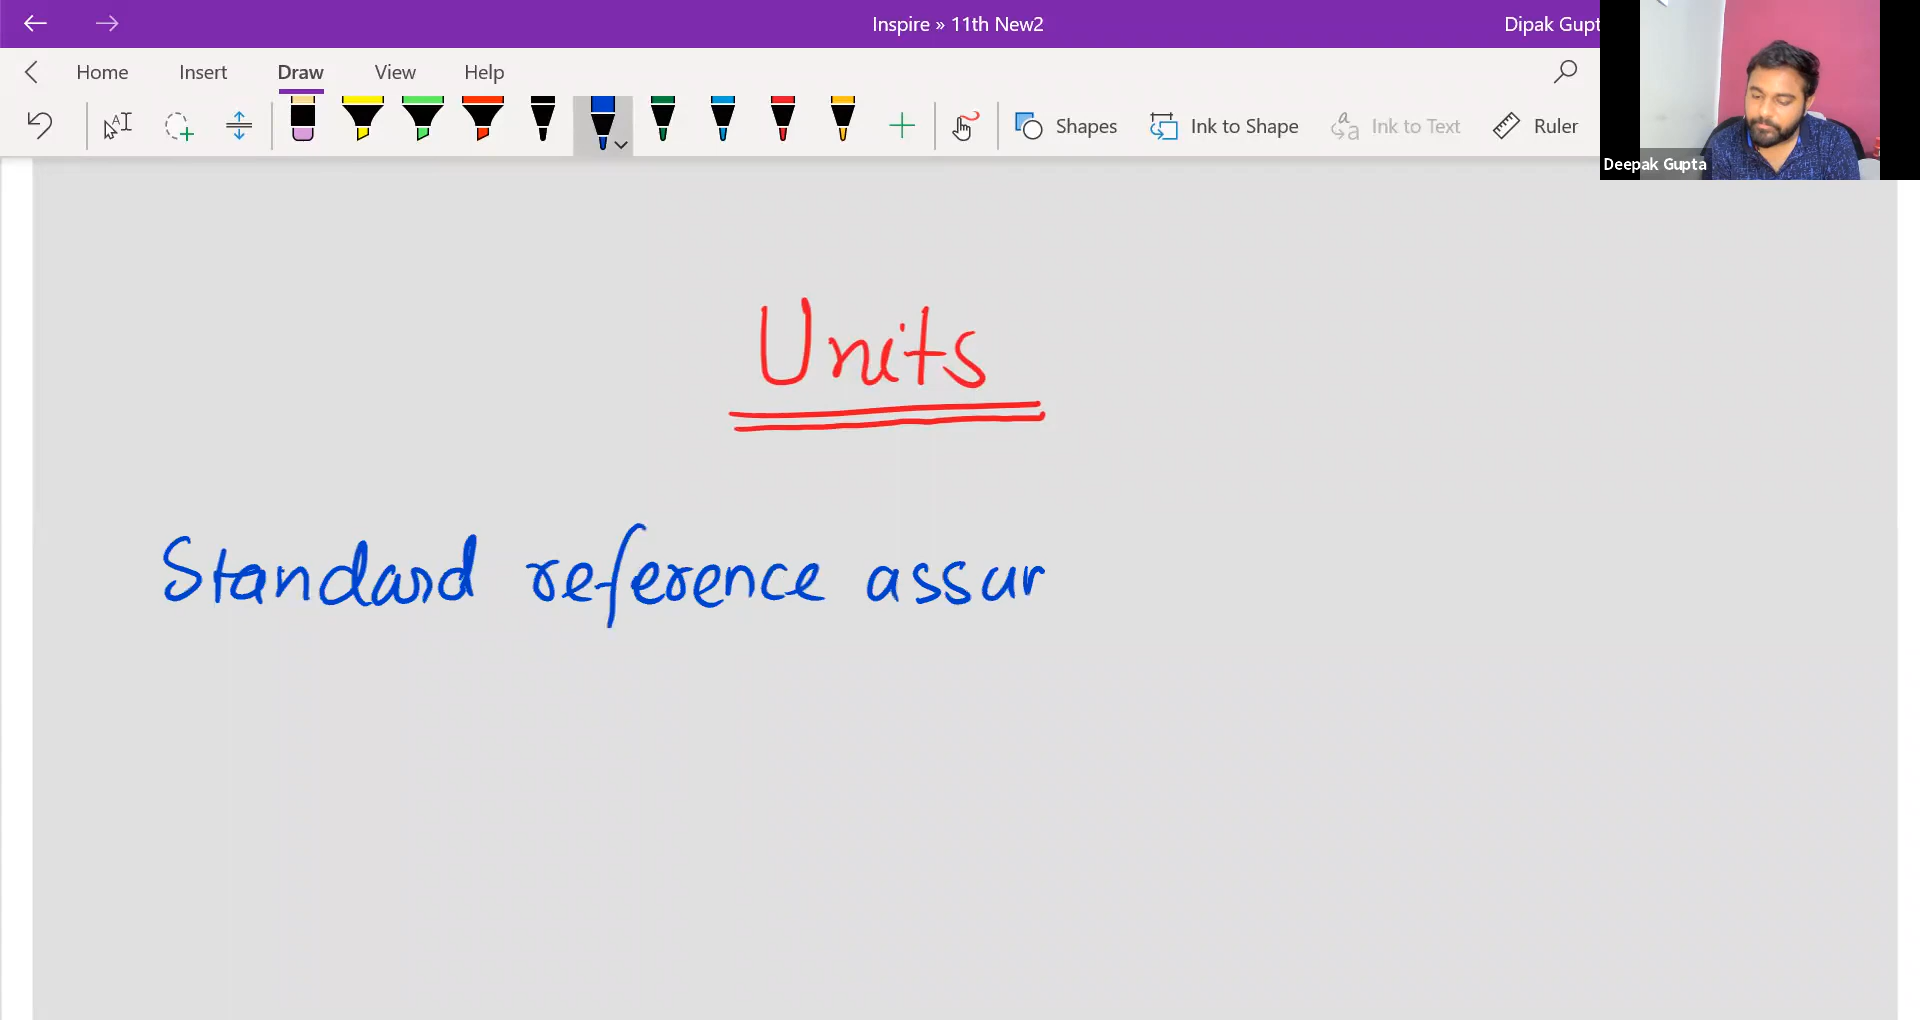 Inspire » 11th New2
Dipak Gupt
Home Insert Draw View Help
Shapes Ink to Shape Ink to Text Ruler
Deepak Gupta
Units
Standard reference assur